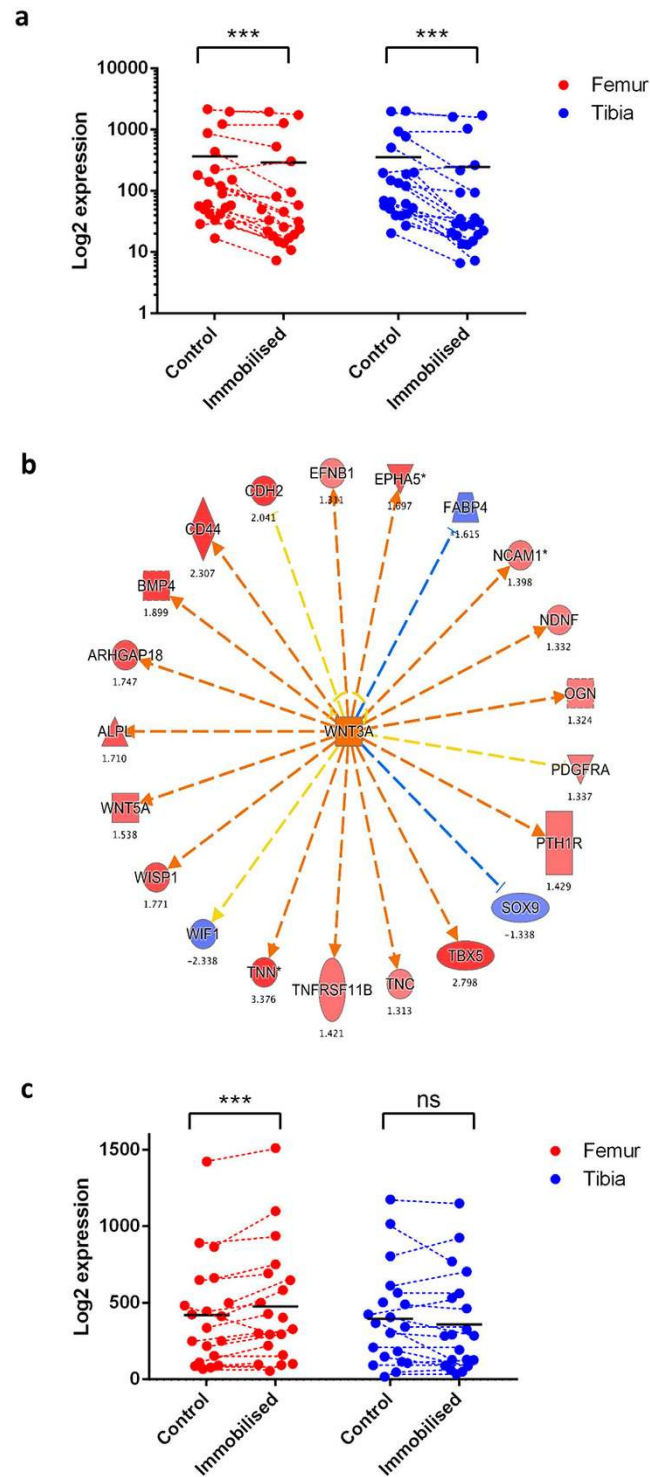 a
***
***
10000
1000
100
10
1
Log2 expression
Control
Immobilised
Control
Immobilised
Femur
Tibia
b
EFNB1
1.311
EPHA5*
1.697
CDH2
2.041
FABP4
-1.615
CD44
2.307
NCAM1*
1.398
BMP4
1.899
NDNF
1.332
ARHGAP18
1.747
OGN
1.324
ALPL
1.710
WNT3A
PDGFRA
1.337
WNT5A
1.538
PTH1R
1.429
WISP1
1.771
SOX9
-1.338
WIF1
-2.338
TBX5
2.798
TNN*
3.376
TNFRSF11B
1.421
TNC
1.313
c
***
ns
1500
1000
500
0
Log2 expression
Control
Immobilised
Control
Immobilised
Femur
Tibia